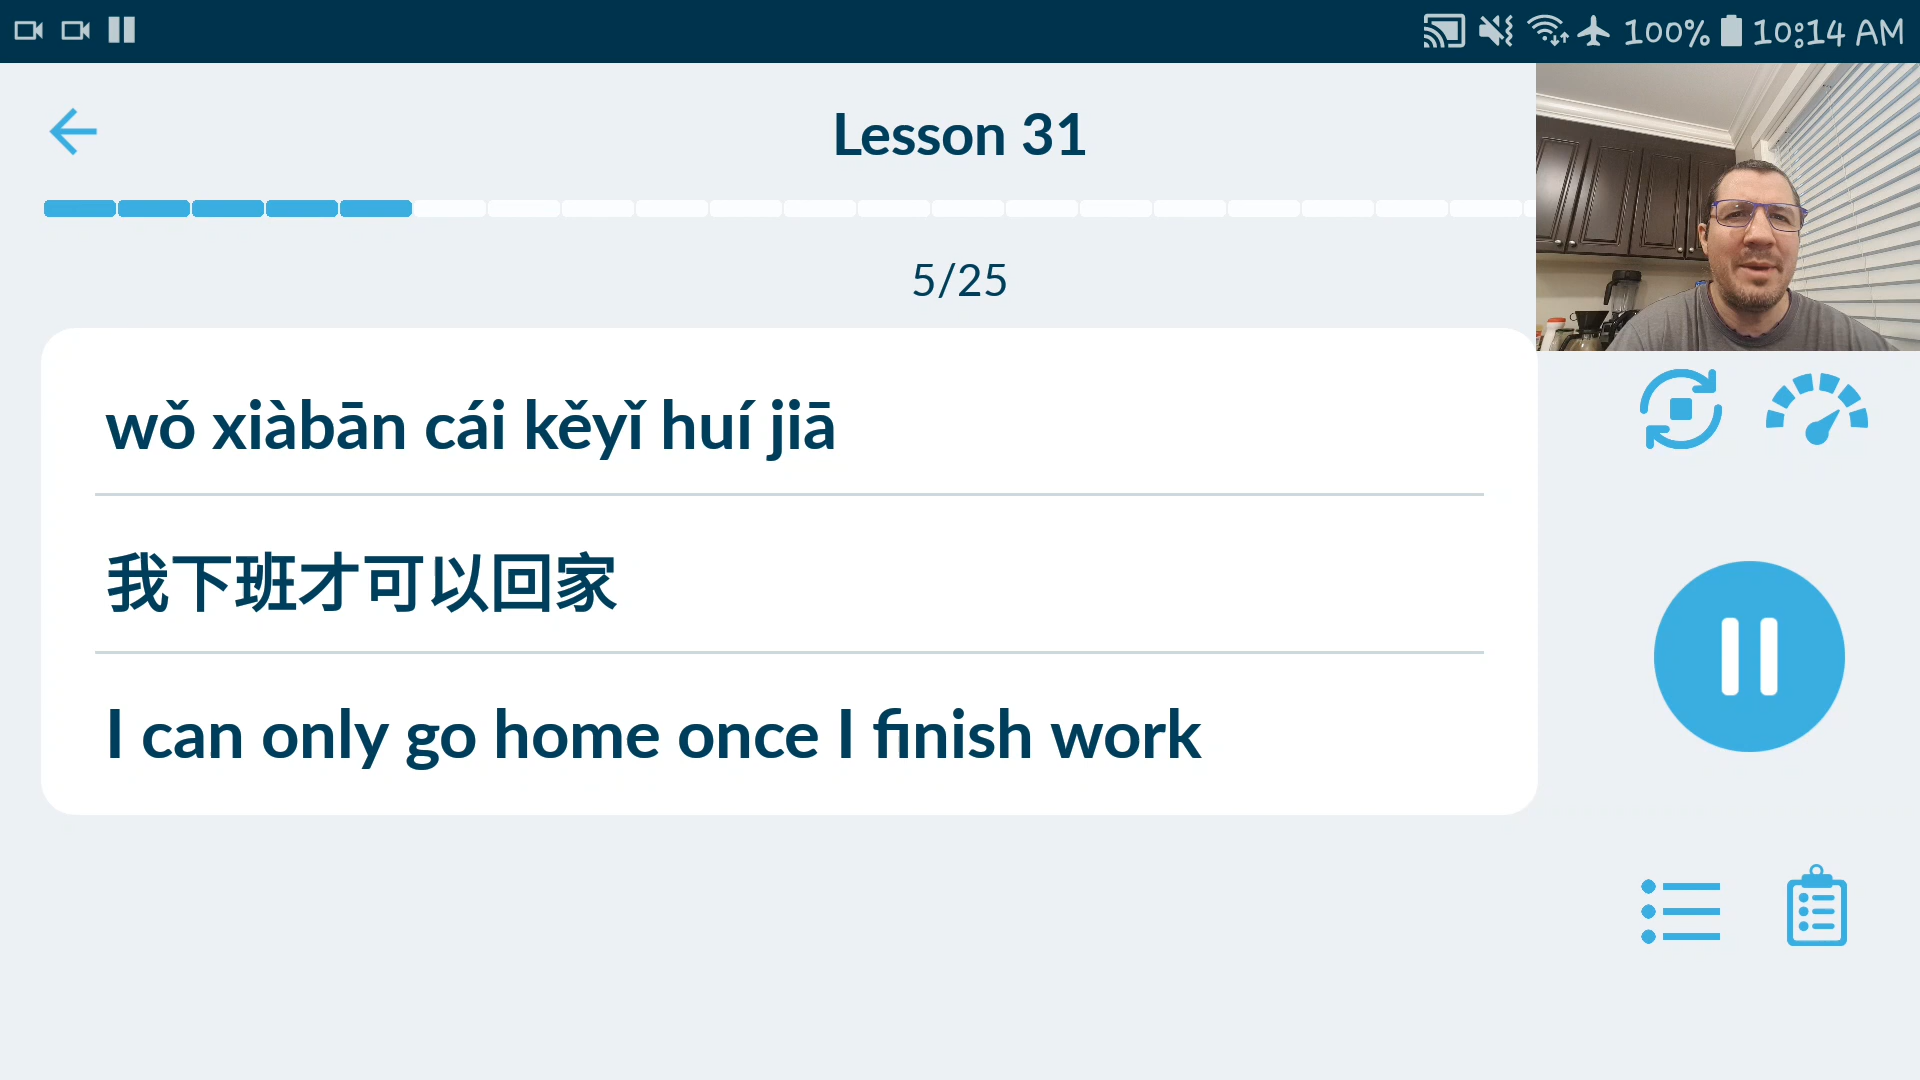 100% 10:14 AM
Lesson 31
5/25
wǒ xiàbān cái kěyǐ huí jiā
我下班才可以回家
I can only go home once I finish work